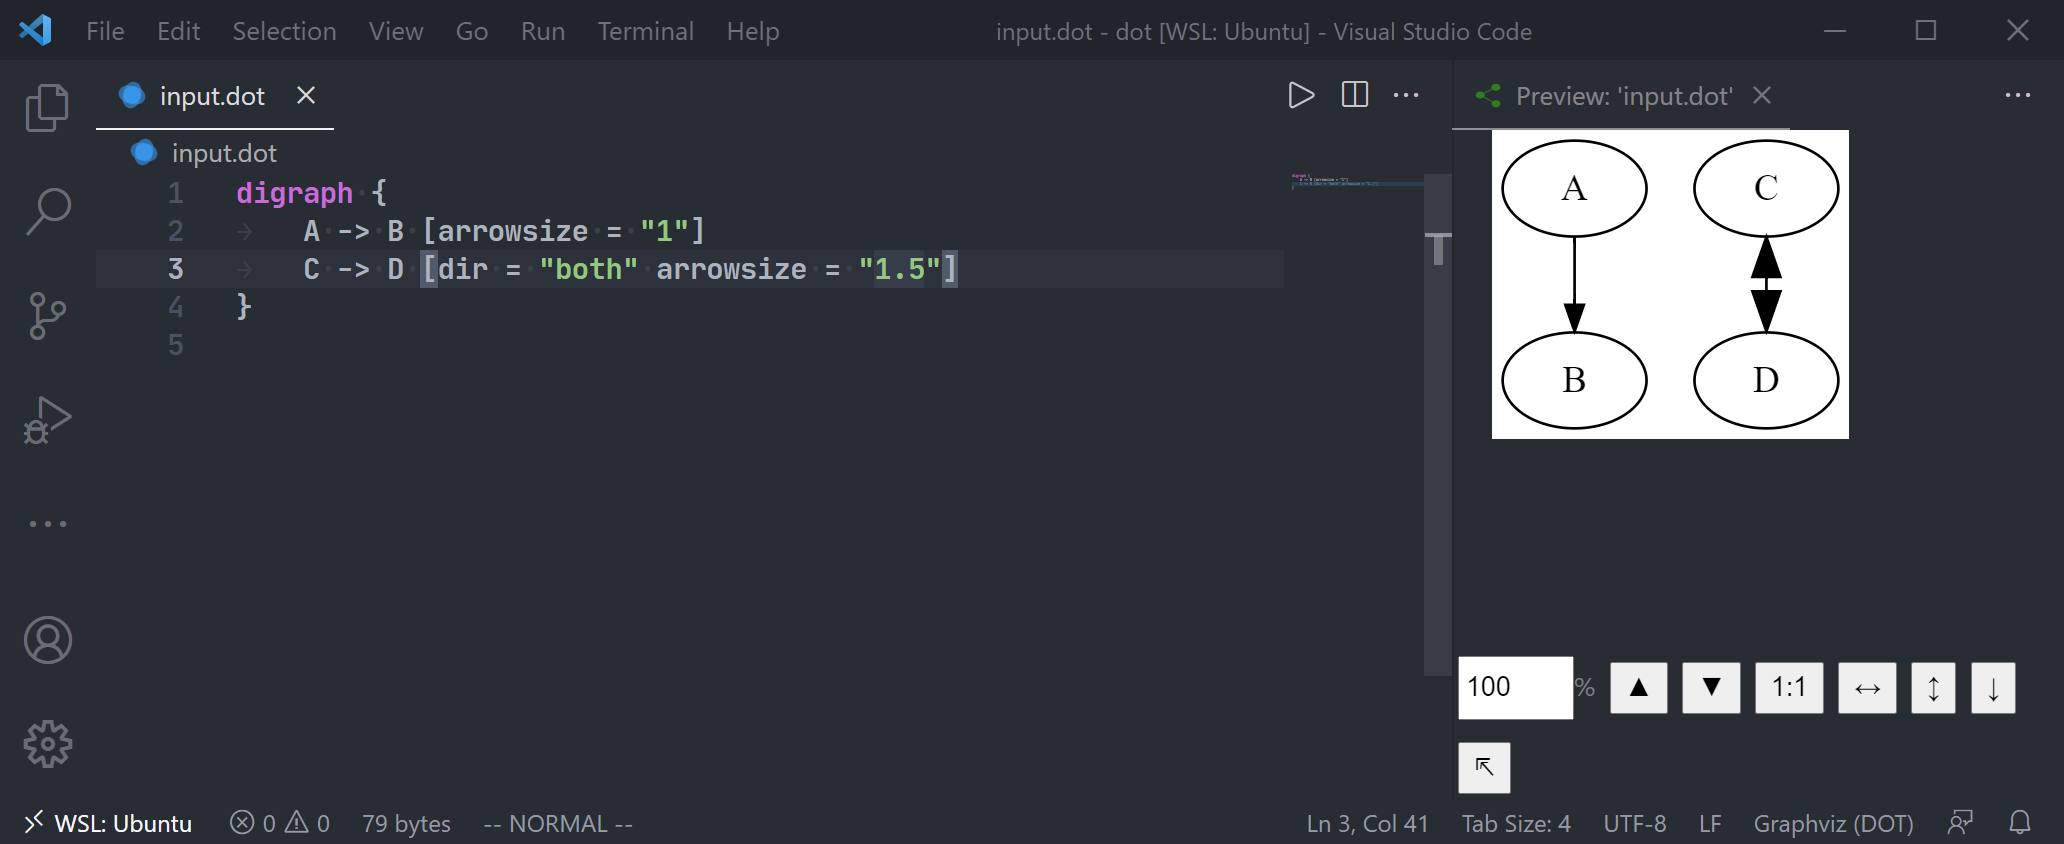 File Edit Selection View Go Run Terminal Help input.dot - dot [WSL: Ubuntu] - Visual Studio Code
input.dot
Preview: 'input.dot'
input.dot
1 digraph {
2 A -> B [arrowsize = "1"]
3 C -> D [dir = "both" arrowsize = "1.5"]
4 }
5
A C
B D
100 % ▲ ▼ 1:1 ↔ ↕ ↓
⇱
WSL: Ubuntu 0 0 79 bytes -- NORMAL -- Ln 3, Col 41 Tab Size: 4 UTF-8 LF Graphviz (DOT)